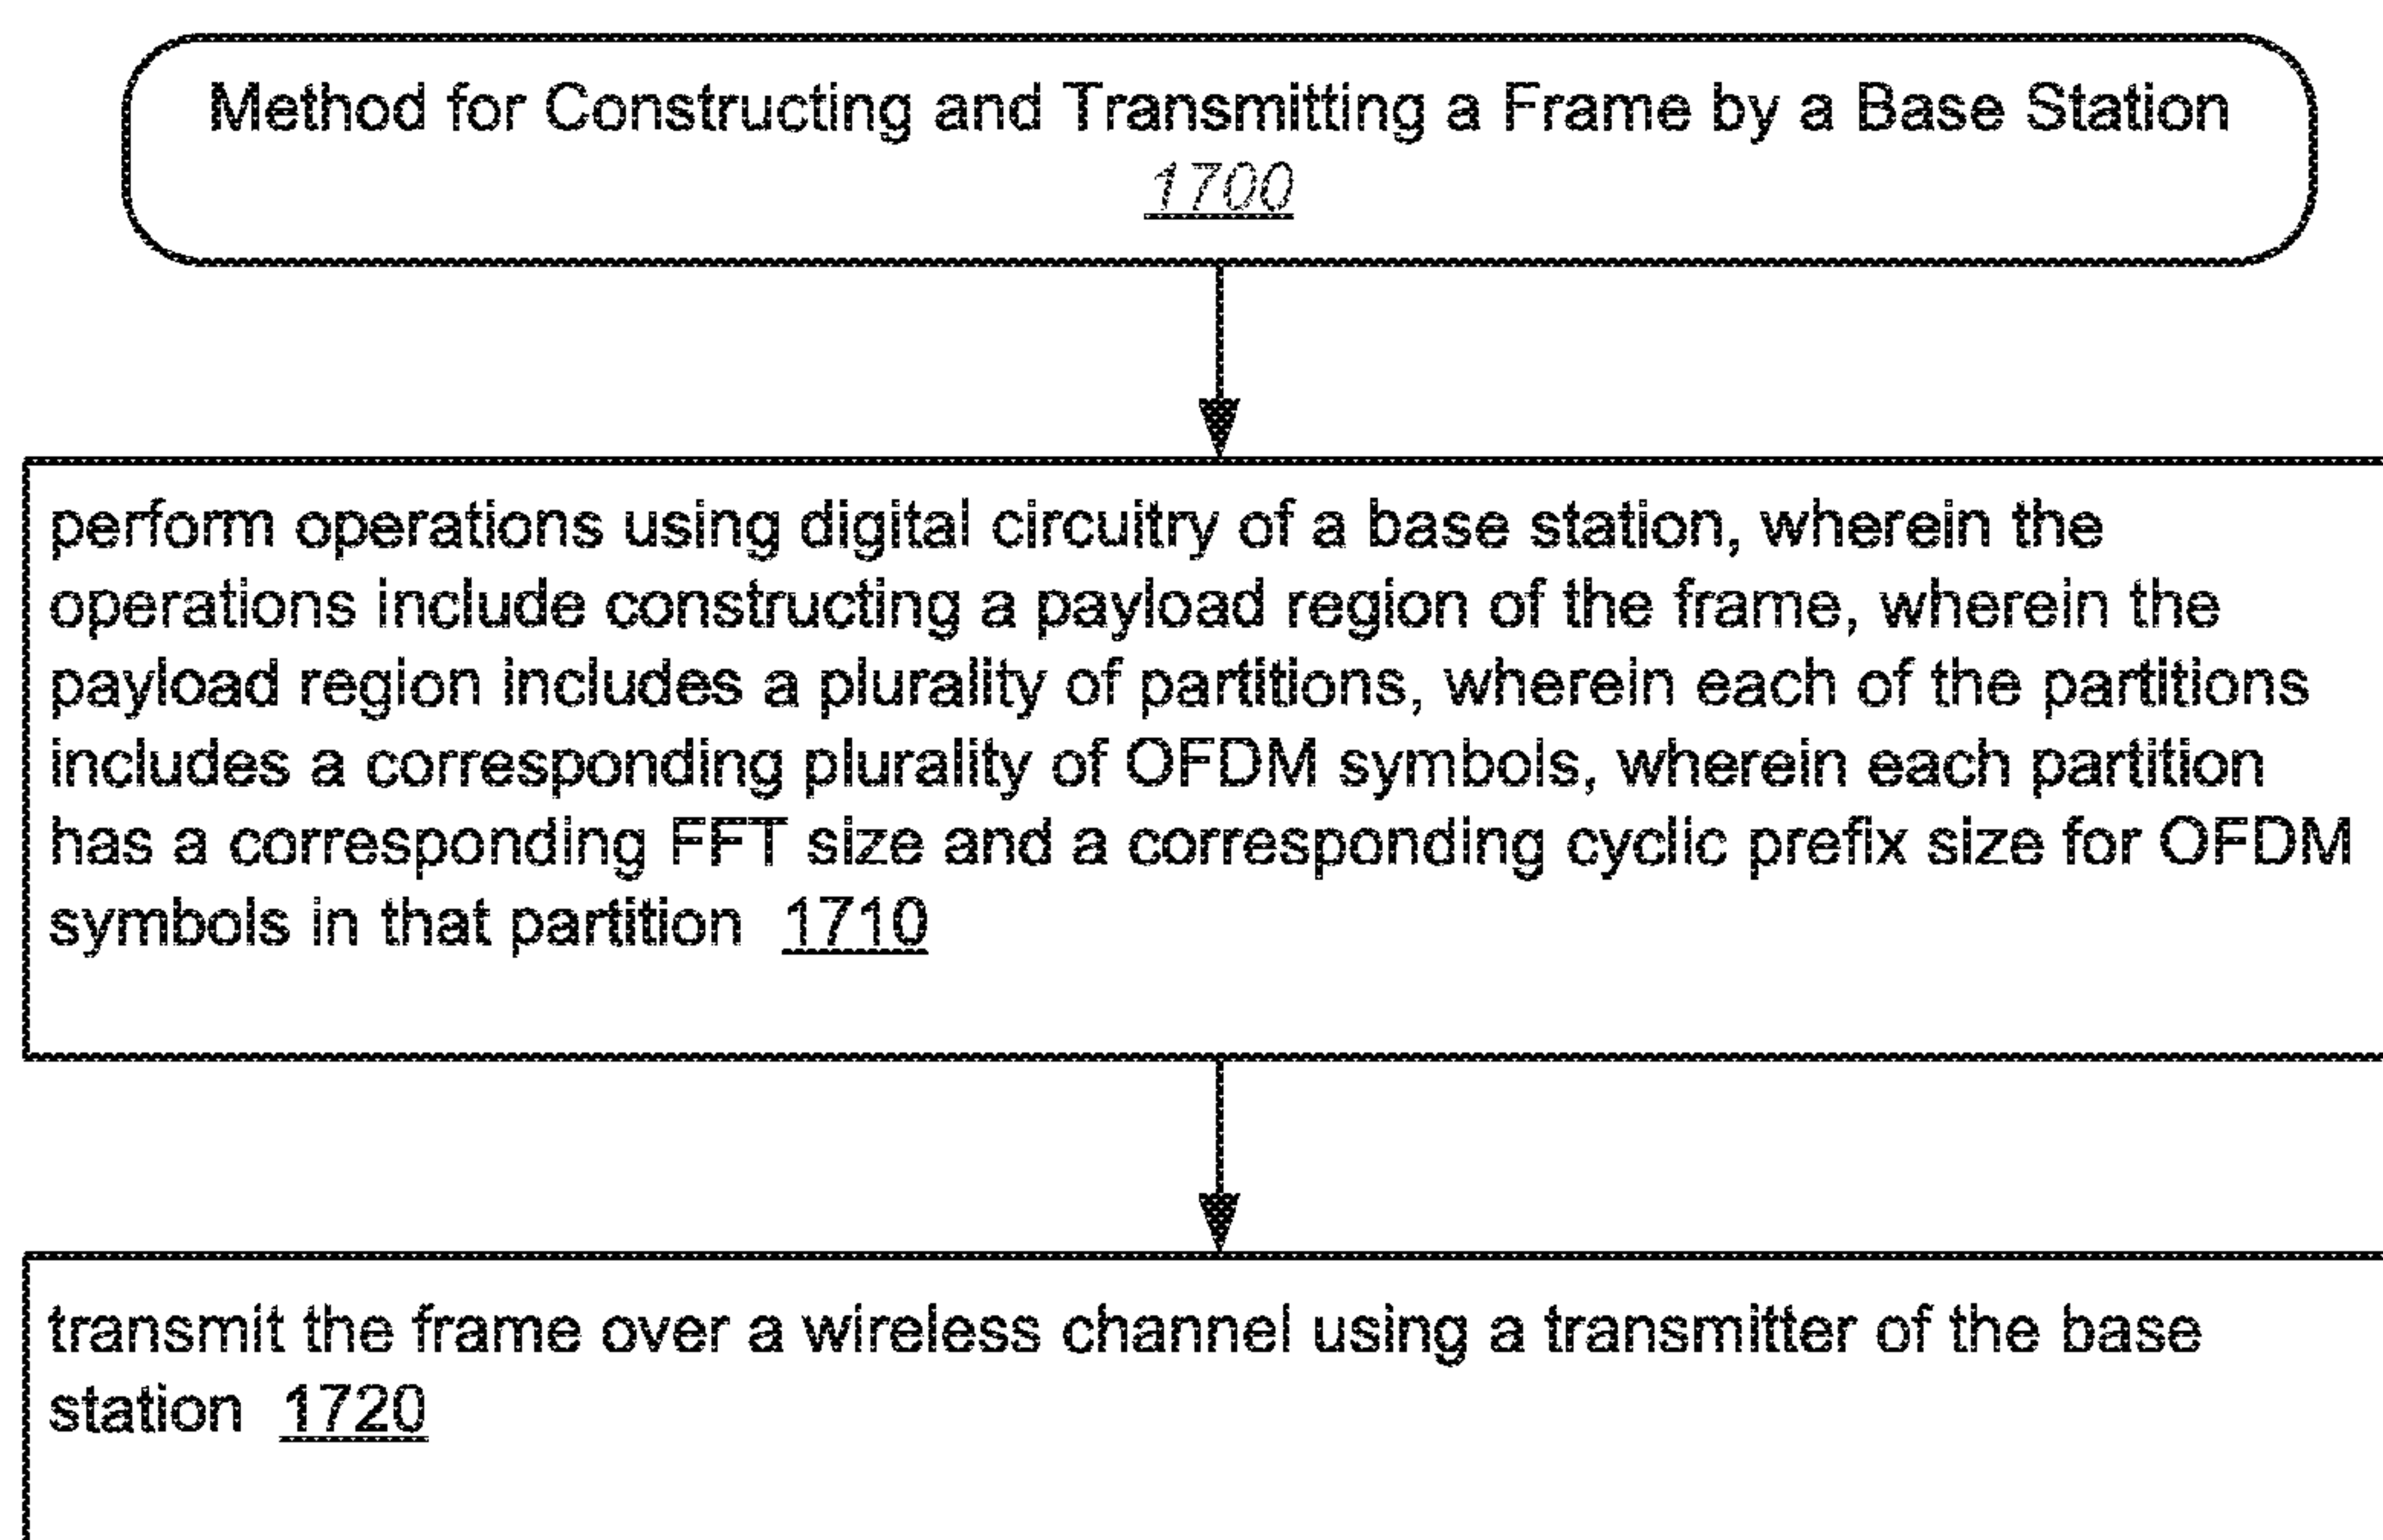 Method for Constructing and Transmitting a Frame by a Base Station
1700
perform operations using digital circuitry of a base station, wherein the
operations include constructing a payload region of the frame, wherein the
payload region includes a plurality of partitions, wherein each of the partitions
includes a corresponding plurality of OFDM symbols, wherein each partition
has a corresponding FFT size and a corresponding cyclic prefix size for OFDM
symbols in that partition 1710
transmit the frame over a wireless channel using a transmitter of the base
station 1720